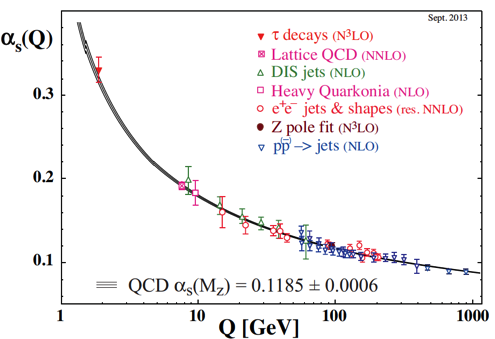 Sept. 2013
αs(Q)
τ decays (N³LO)
Lattice QCD (NNLO)
DIS jets (NLO)
Heavy Quarkonia (NLO)
e⁺e⁻ jets & shapes (res. NNLO)
Z pole fit (N³LO)
pp̅ –> jets (NLO)
0.3
0.2
0.1
QCD αs(Mz) = 0.1185 ± 0.0006
1 10 100 1000
Q [GeV]